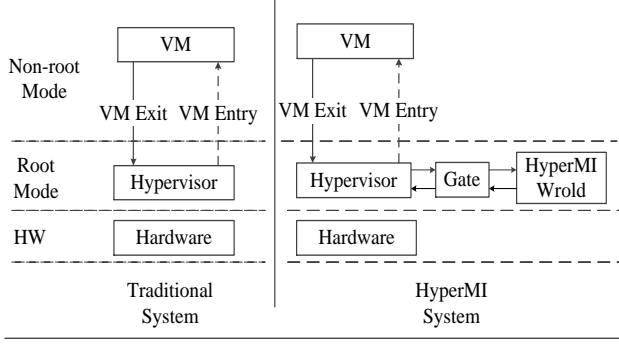 VM
VM
Non-root
Mode
VM Exit VM Entry
VM Exit VM Entry
Root
Mode
Hypervisor
Hypervisor
Gate
HyperMI
Wrold
HW
Hardware
Hardware
Traditional
System
HyperMI
System